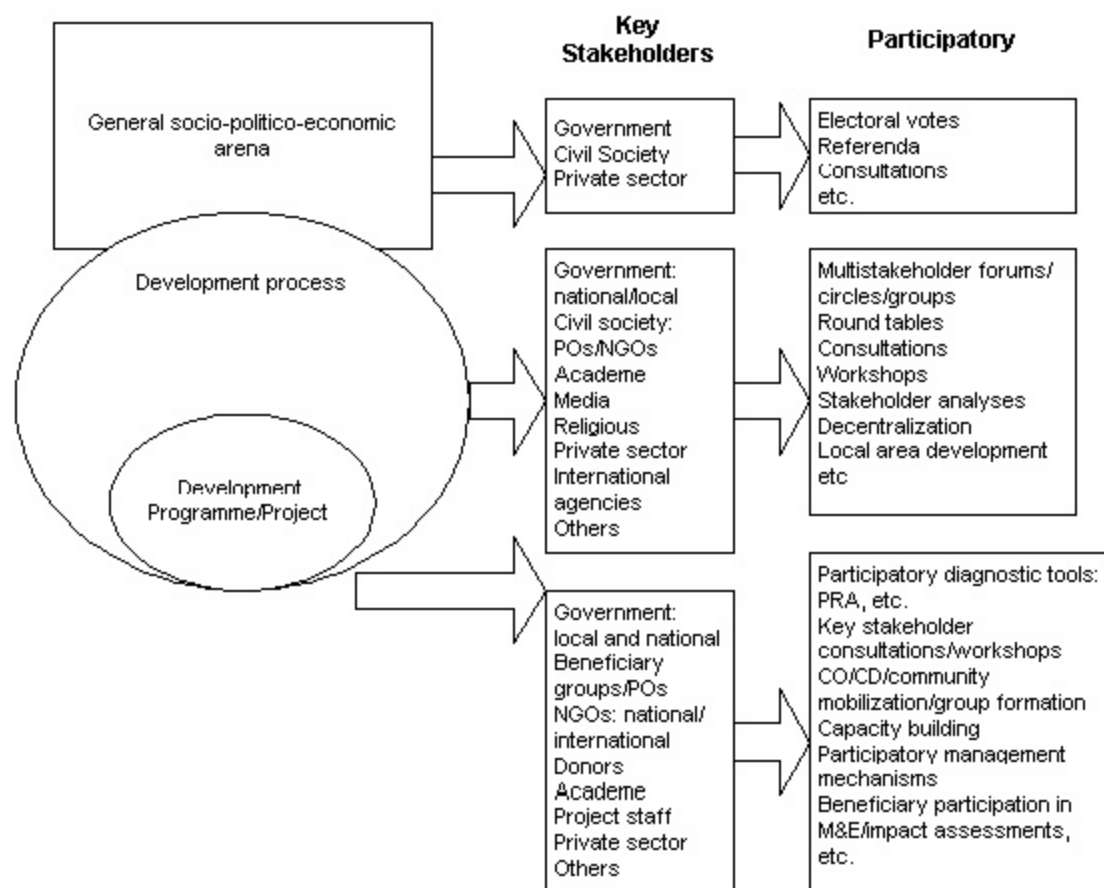 Key
Stakeholders
Participatory
General socio-politico-economic
arena
Government
Civil Society
Private sector
Electoral votes
Referenda
Consultations
etc.
Development process
Government:
national/local
Civil society:
POs/NGOs
Academe
Media
Religious
Private sector
International
agencies
Others
Multistakeholder forums/
circles/groups
Round tables
Consultations
Workshops
Stakeholder analyses
Decentralization
Local area development
etc
Development
Programme/Project
Government:
local and national
Beneficiary
groups/POs
NGOs: national/
international
Donors
Academe
Project staff
Private sector
Others
Participatory diagnostic tools:
PRA, etc.
Key stakeholder
consultations/workshops
CO/CD/community
mobilization/group formation
Capacity building
Participatory management
mechanisms
Beneficiary participation in
M&E/impact assessments,
etc.